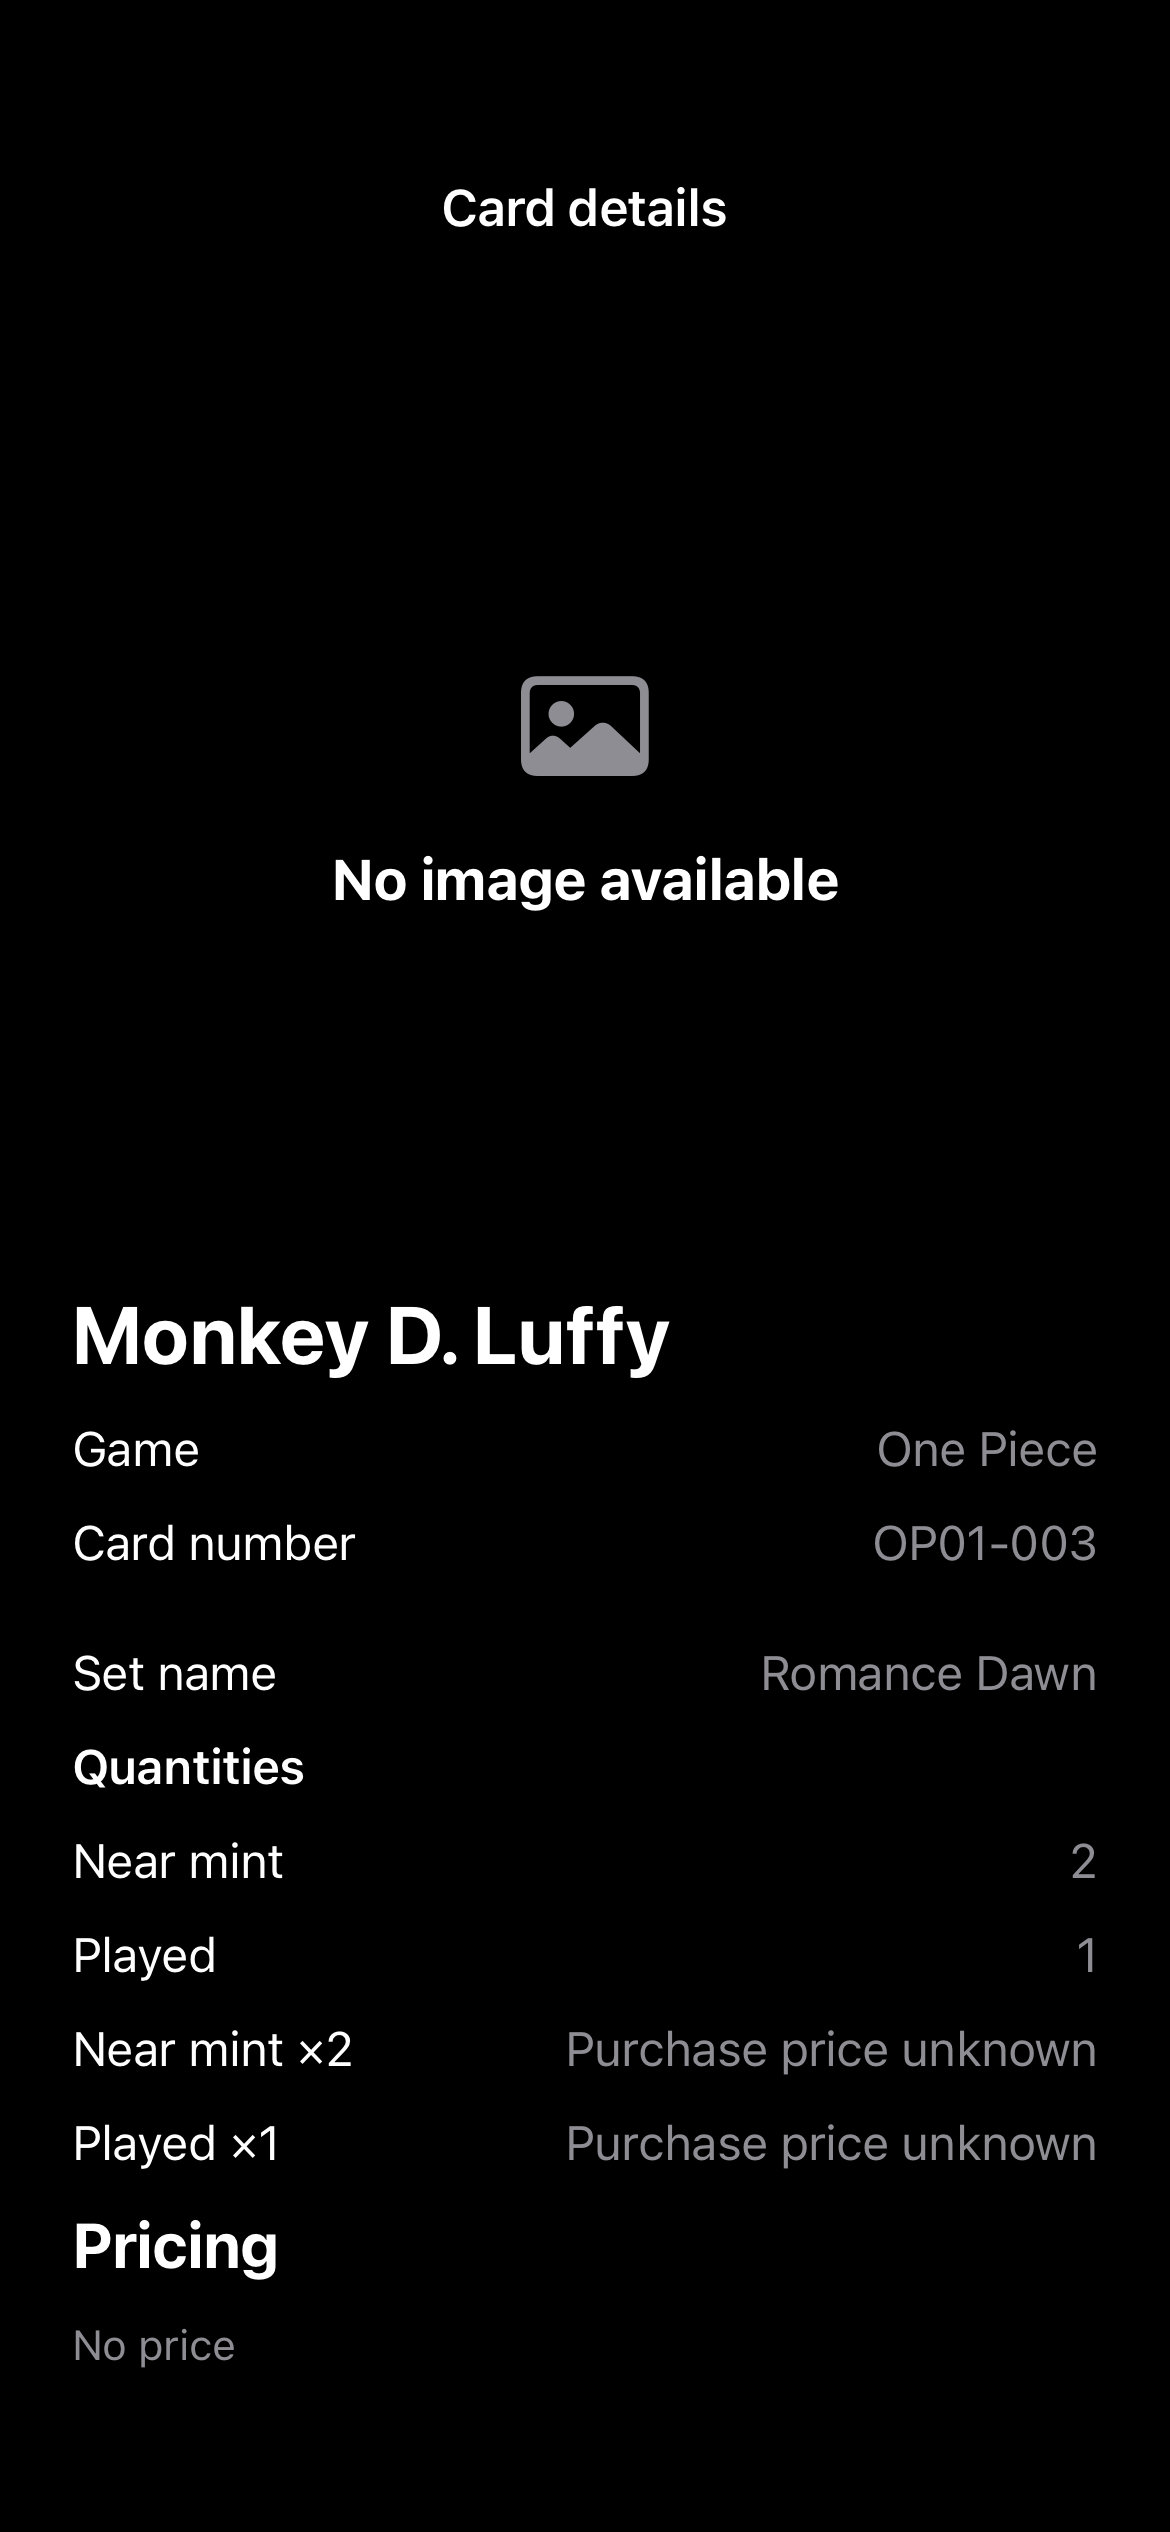 Card details
No image available
Monkey D. Luffy
Game One Piece
Card number OP01-003
Set name Romance Dawn
Quantities
Near mint 2
Played 1
Near mint ×2 Purchase price unknown
Played ×1 Purchase price unknown
Pricing
No price